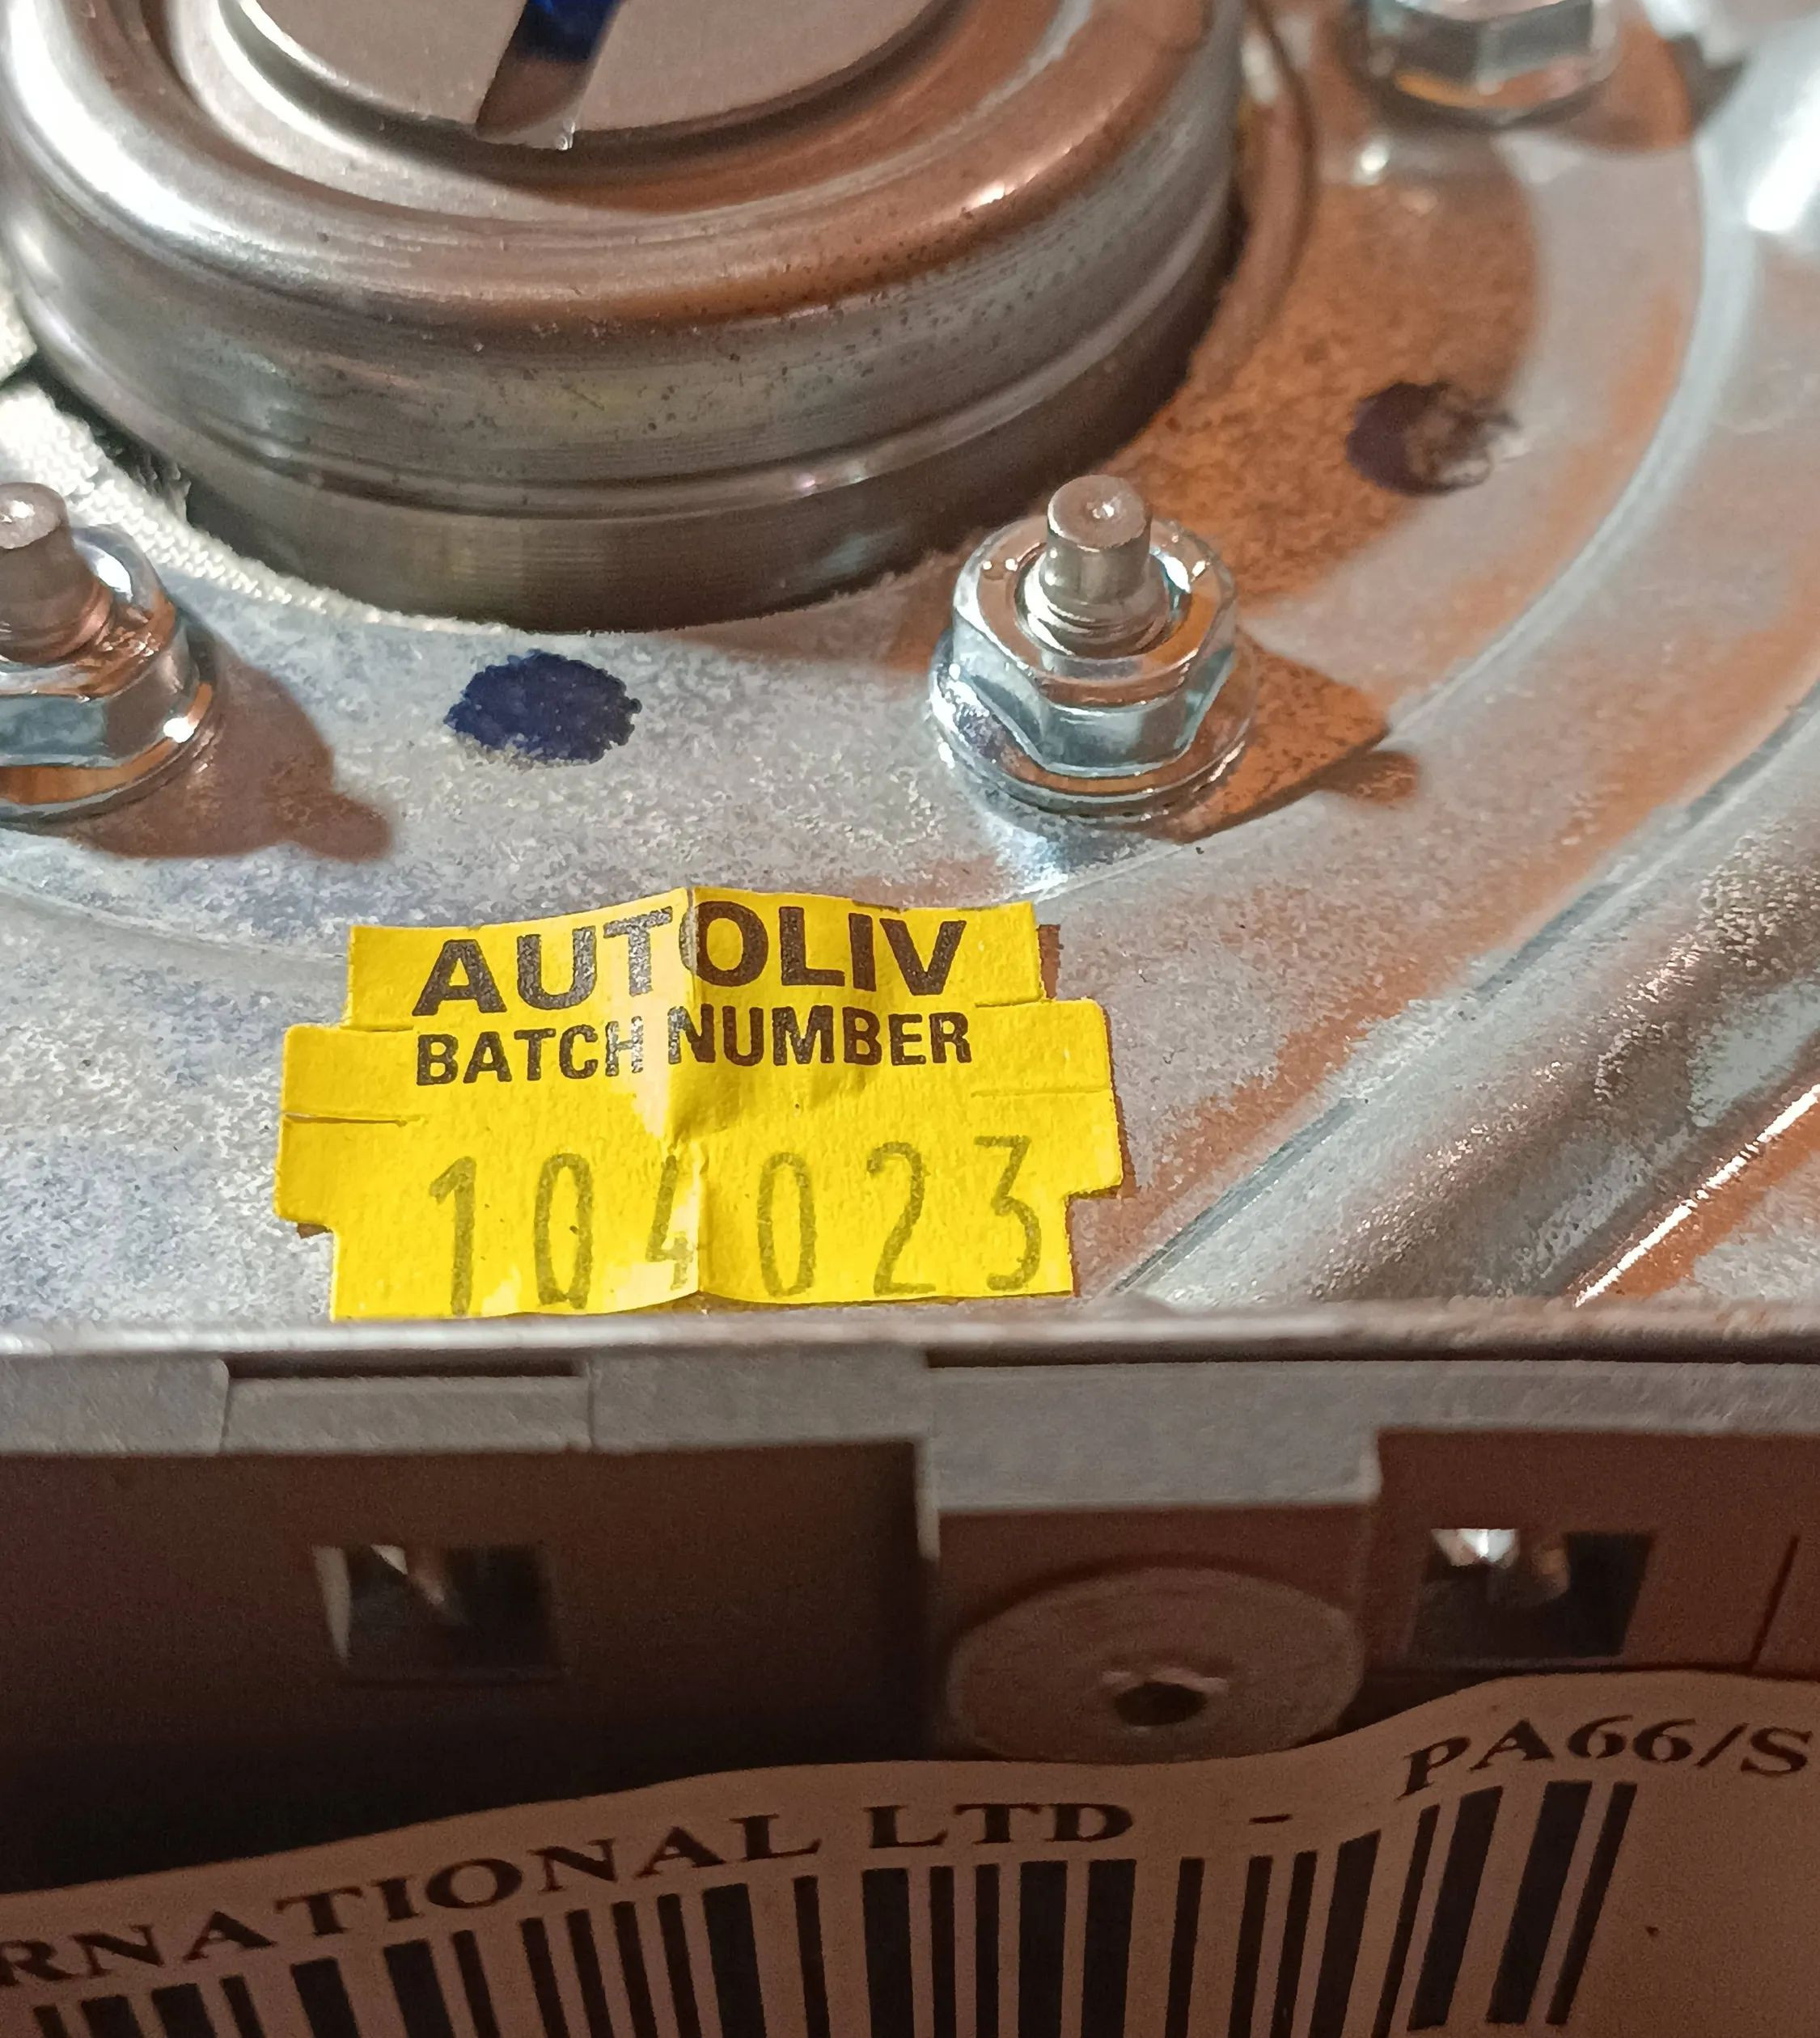 AUTOLIV
BATCH NUMBER
104023
RNATIONAL LTD - PA66/S